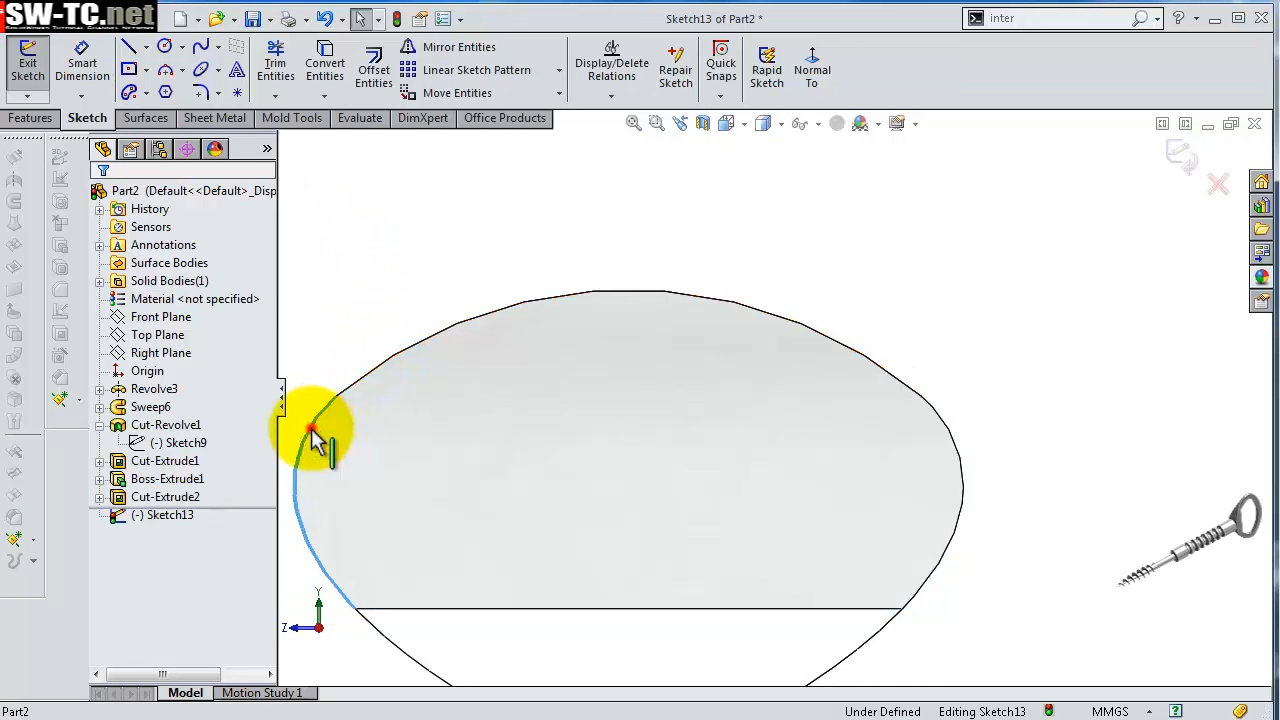 SW-TC.net
SOLIDWORKS TUTORIAL CHANNEL NETWORK
Sketch13 of Part2 *
inter
Exit Sketch
Smart Dimension
Trim Entities
Convert Entities
Offset Entities
Mirror Entities
Linear Sketch Pattern
Move Entities
Display/Delete Relations
Repair Sketch
Quick Snaps
Rapid Sketch
Normal To
Features
Sketch
Surfaces
Sheet Metal
Mold Tools
Evaluate
DimXpert
Office Products
Part2 (Default<<Default>_Disp
History
Sensors
Annotations
Surface Bodies
Solid Bodies(1)
Material <not specified>
Front Plane
Top Plane
Right Plane
Origin
Revolve3
Sweep6
Cut-Revolve1
(-) Sketch9
Cut-Extrude1
Boss-Extrude1
Cut-Extrude2
(-) Sketch13
Y
Z
Model
Motion Study 1
Part2
Under Defined
Editing Sketch13
MMGS